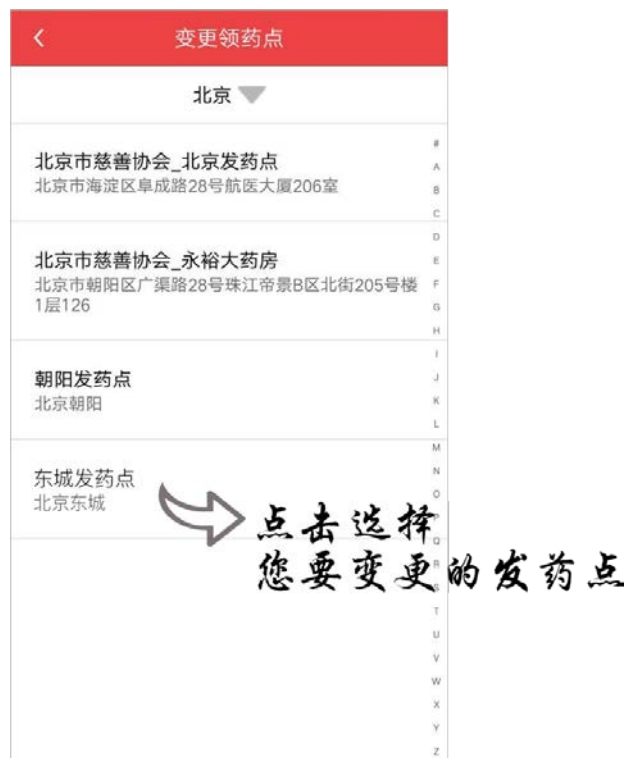 变更领药点
北京
北京市慈善协会_北京发药点
北京市海淀区阜成路28号航医大厦206室
北京市慈善协会_永裕大药房
北京市朝阳区广渠路28号珠江帝景B区北街205号楼
1层126
朝阳发药点
北京朝阳
东城发药点
北京东城
点击选择
您要变更的发药点
#
A
B
C
D
E
F
G
H
I
J
K
L
M
N
O
P
Q
R
S
T
U
V
W
X
Y
Z